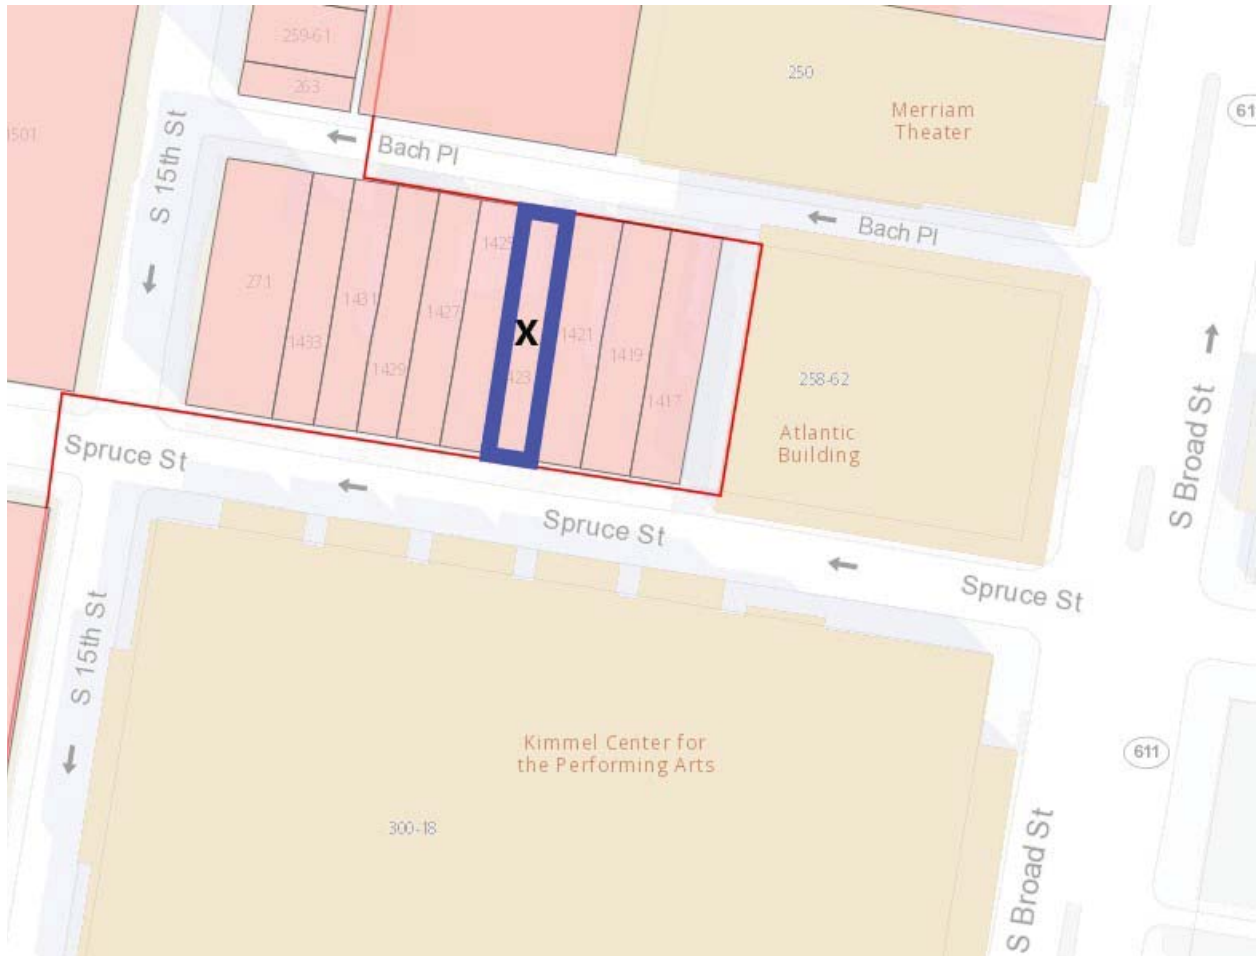 259-61
263
250
Merriam
Theater
61
1501
S 15th St
Bach Pl
Bach Pl
1425
271
1431
1427
X
1421
1433
1429
423
1419
1417
258-62
Atlantic
Building
S Broad St
Spruce St
Spruce St
Spruce St
S 15th St
Kimmel Center for
the Performing Arts
611
300-18
S Broad St